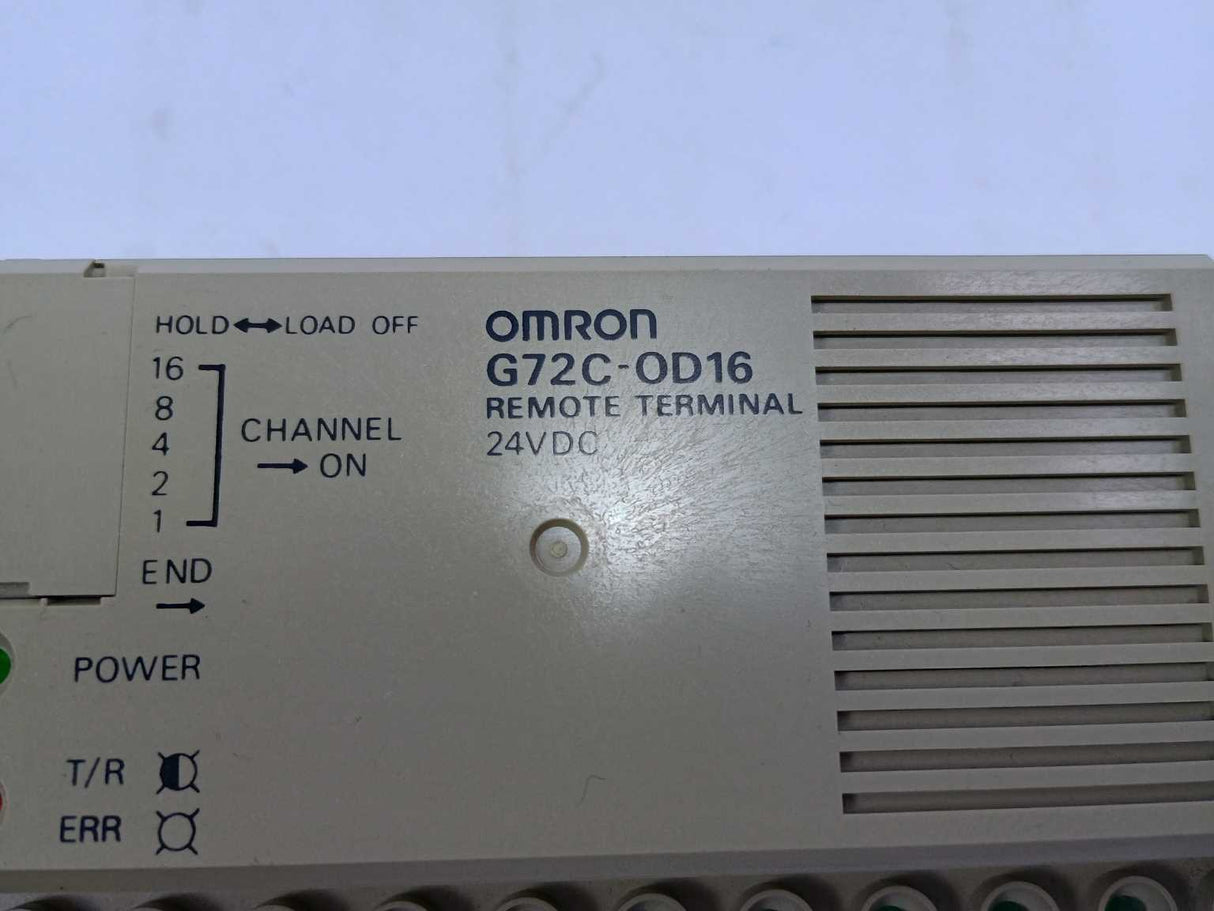 HOLD↔LOAD OFF
16
8
4
2
1
CHANNEL
→ ON
END
→
POWER
T/R
ERR
OMRON
G72C-OD16
REMOTE TERMINAL
24VDC